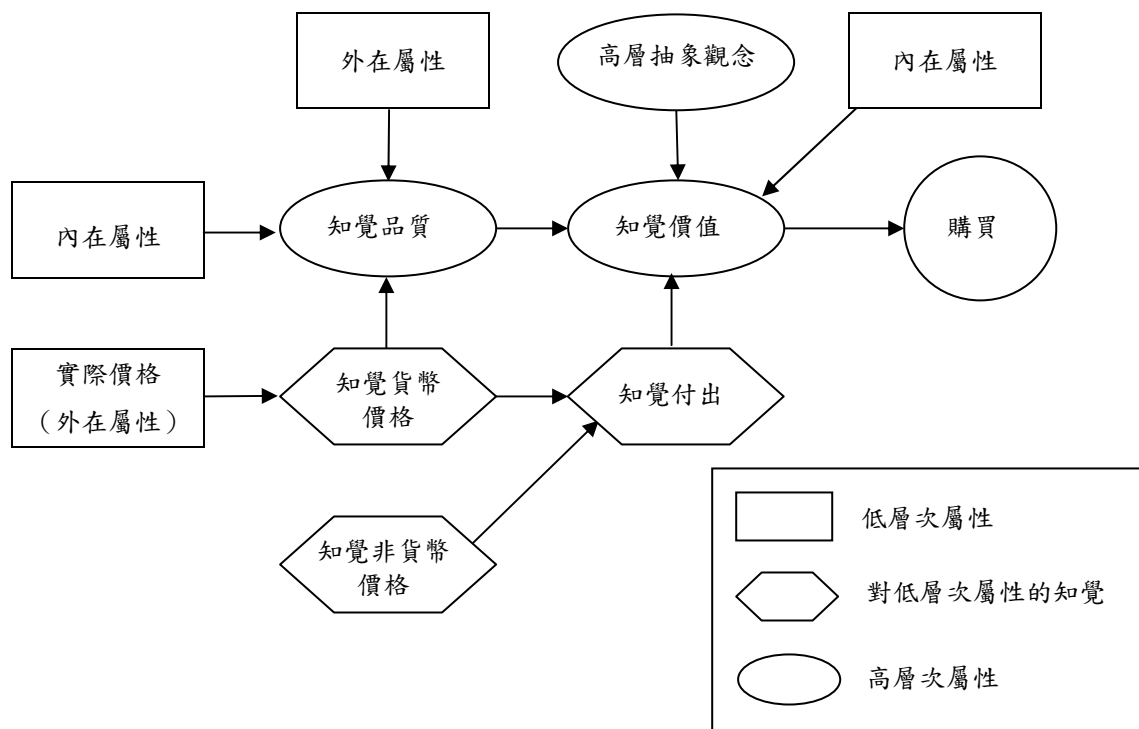 外在屬性
高層抽象觀念
內在屬性
內在屬性
知覺品質
知覺價值
購買
實際價格
（外在屬性）
知覺貨幣
價格
知覺付出
知覺非貨幣
價格
低層次屬性
對低層次屬性的知覺
高層次屬性